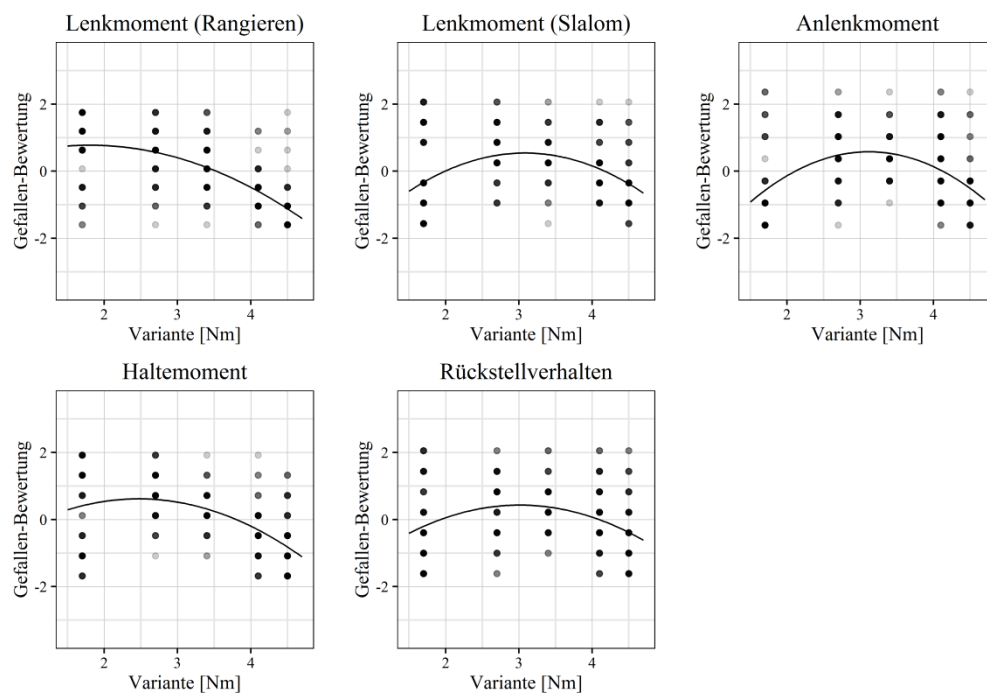 Lenkmoment (Rangieren)
Lenkmoment (Slalom)
Anlenkmoment
Gefallen-Bewertung
2
0
-2
2
3
4
Variante [Nm]
Gefallen-Bewertung
2
0
-2
2
3
4
Variante [Nm]
Gefallen-Bewertung
2
0
-2
2
3
4
Variante [Nm]
Haltemoment
Rückstellverhalten
Gefallen-Bewertung
2
0
-2
2
3
4
Variante [Nm]
Gefallen-Bewertung
2
0
-2
2
3
4
Variante [Nm]